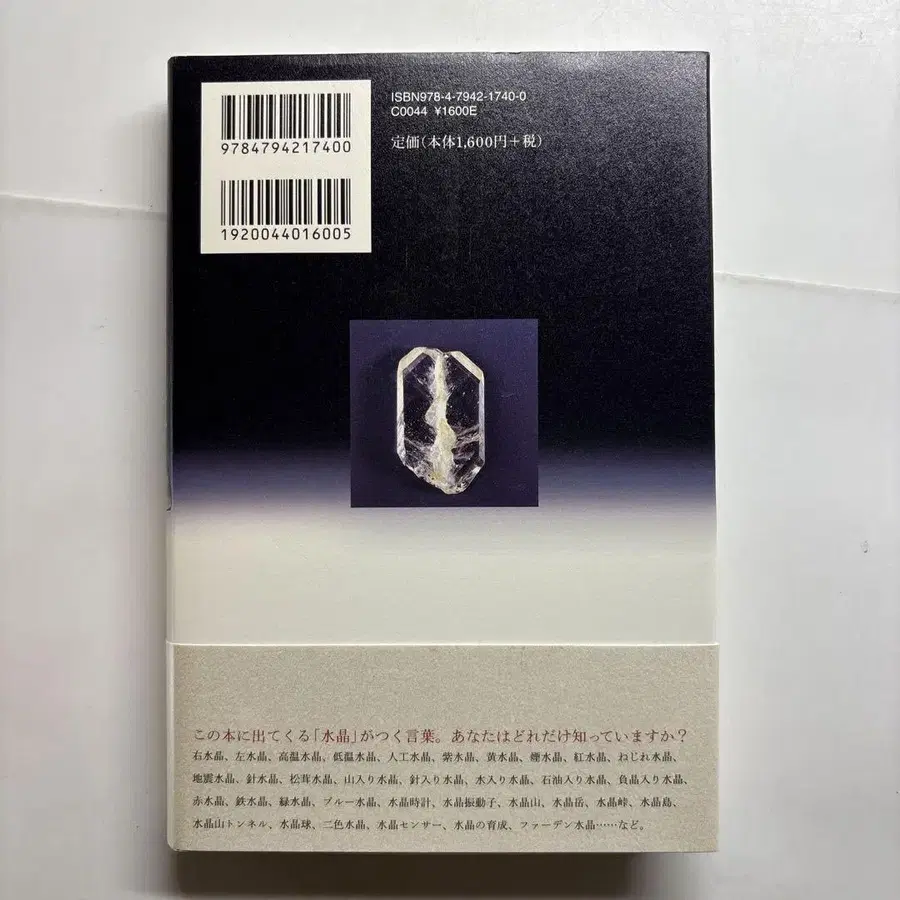 ISBN978-4-7942-1740-0
C0044 ¥1600E
定価(本体1,600円+税)
9784794217400
1920044016005
この本に出てくる「水晶」がつく言葉。あなたはどれだけ知っていますか?
右水晶、左水晶、高温水晶、低温水晶、人工水晶、紫水晶、黄水晶、煙水晶、紅水晶、ねじれ水晶、
地震水晶、針水晶、松茸水晶、山入り水晶、針入り水晶、水入り水晶、石油入り水晶、負晶入り水晶、
赤水晶、鉄水晶、緑水晶、ブルー水晶、水晶時計、水晶振動子、水晶山、水晶岳、水晶峠、水晶島、
水晶山トンネル、水晶球、二色水晶、水晶センサー、水晶の育成、ファーデン水晶……など。